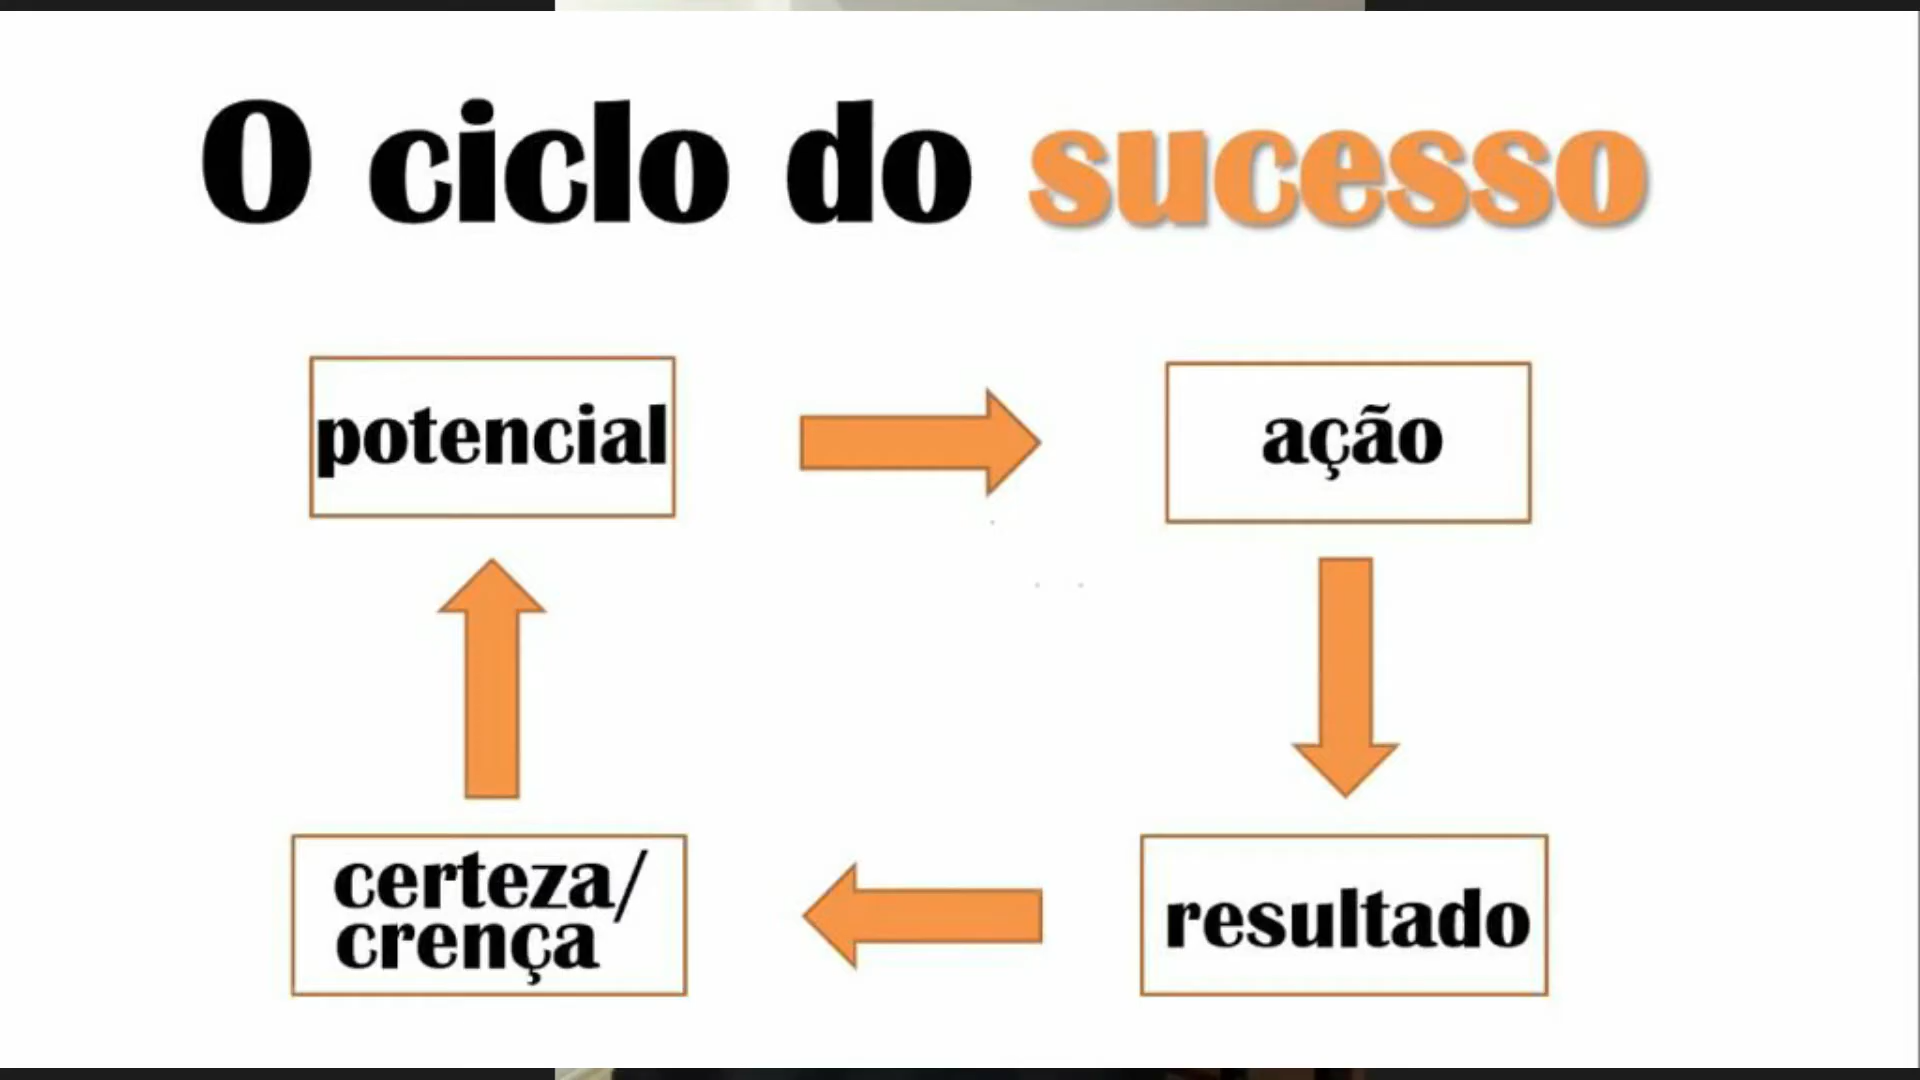 O ciclo do sucesso
potencial
ação
certeza/
crença
resultado